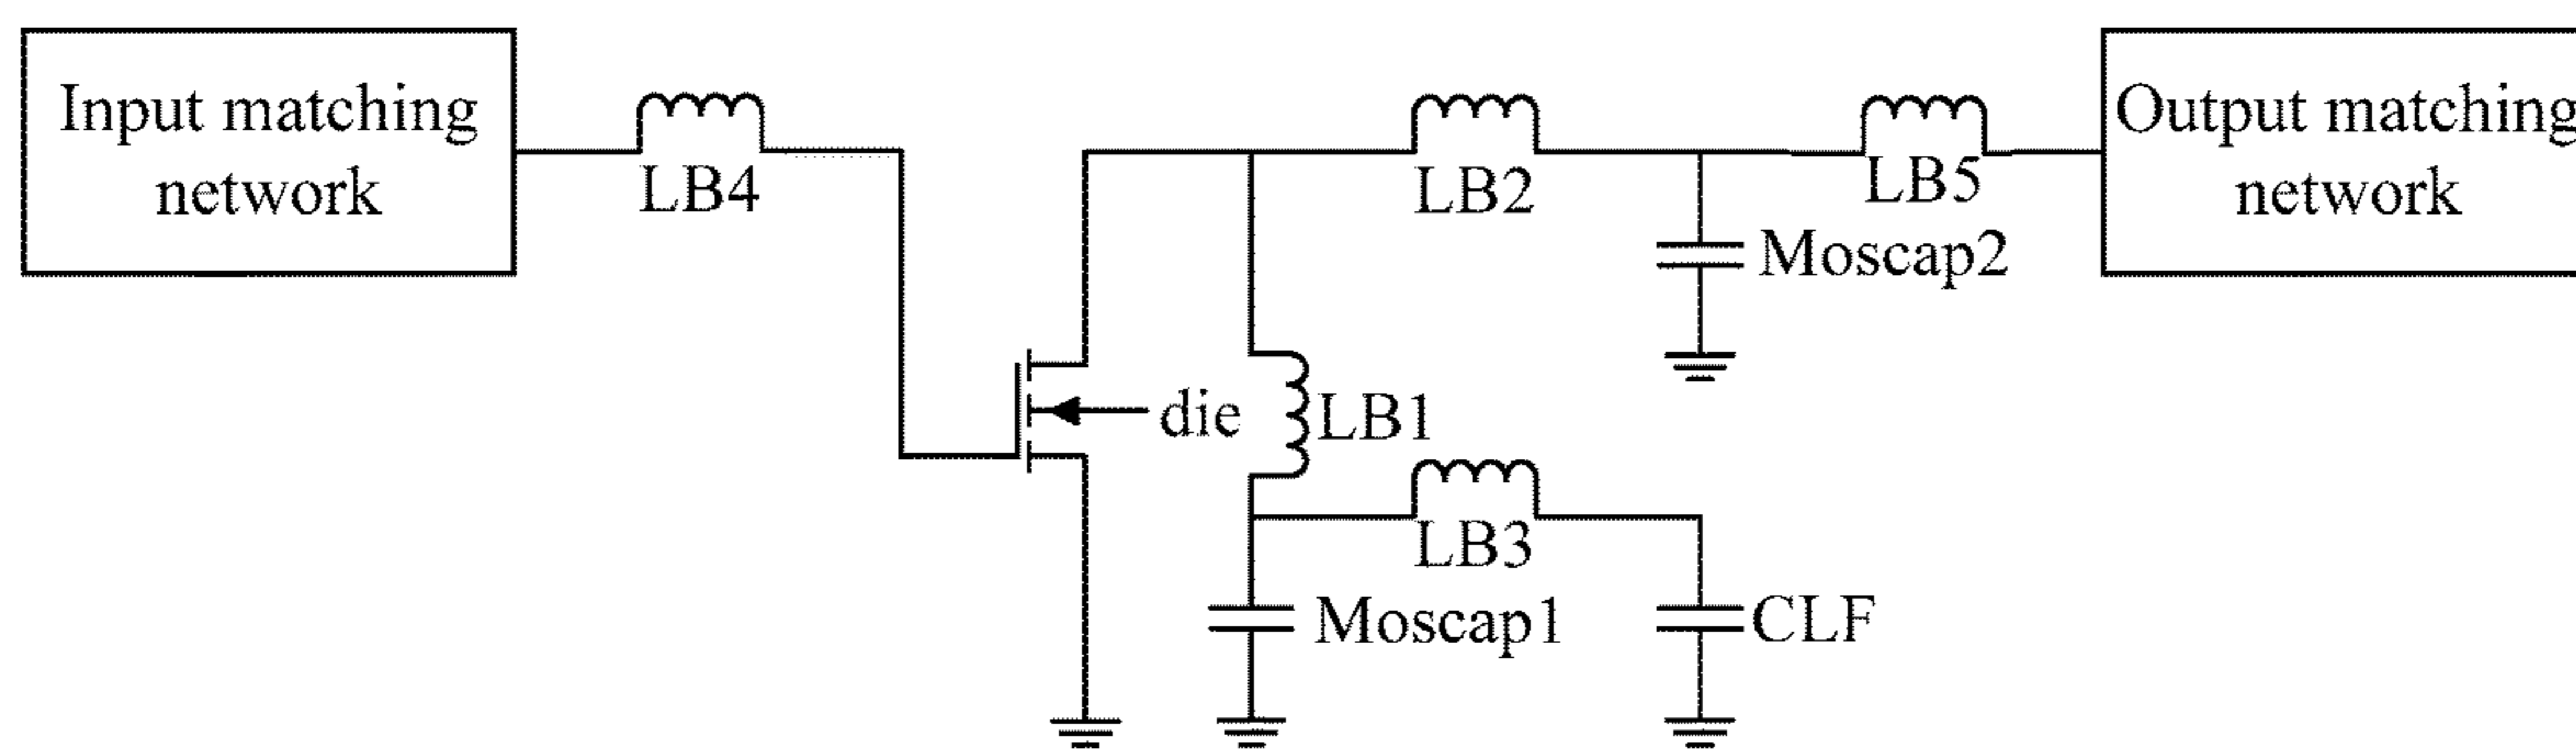 Input matching
network
LB4
LB2
LB5
Output matching
network
Moscap2
die
LB1
LB3
Moscap1
CLF